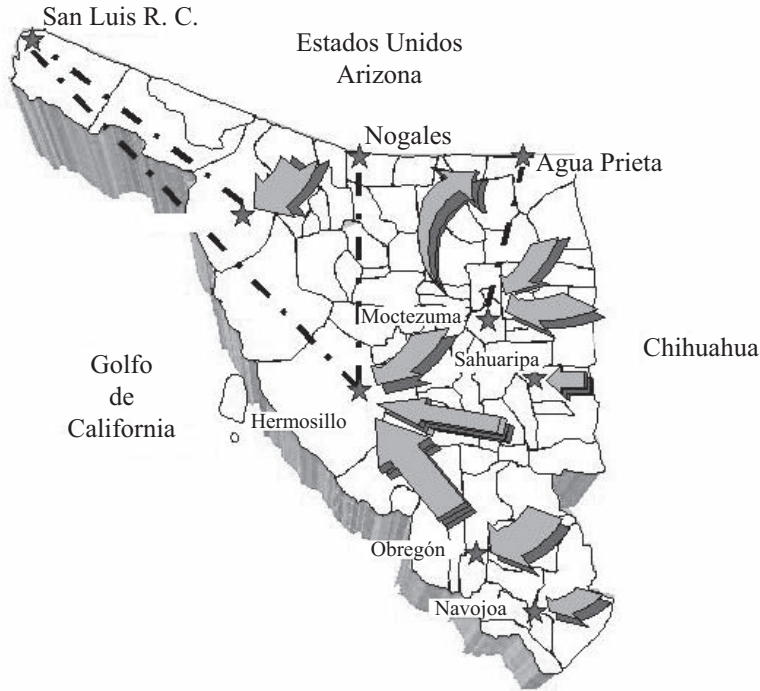 San Luis R. C.
Estados Unidos
Arizona
Nogales
Agua Prieta
Moctezuma
Sahuaripa
Chihuahua
Golfo
de
California
Hermosillo
Obregón
Navojoa